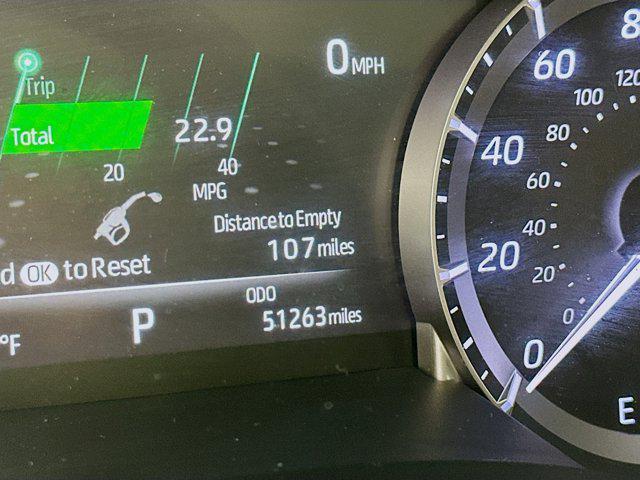 0 MPH
Trip
Total 22.9
20 40
MPG
Distance to Empty
107 miles
d OK to Reset
ODO
51263 miles
°F P
80
60
120
100
40
80
60
20
40
20
0
0
E